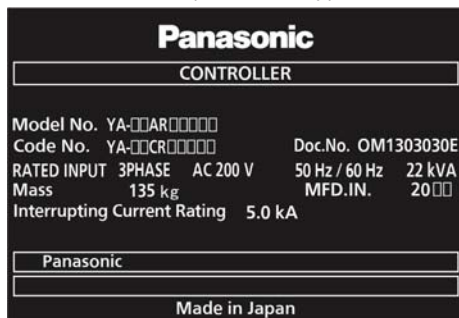 Panasonic
CONTROLLER
Model No. YA-□□AR□□□□□
Code No. YA-□□CR□□□□□ Doc.No. OM1303030E
RATED INPUT 3PHASE AC 200 V 50 Hz / 60 Hz 22 kVA
Mass 135 kg MFD.IN. 20□□
Interrupting Current Rating 5.0 kA
Panasonic
Made in Japan